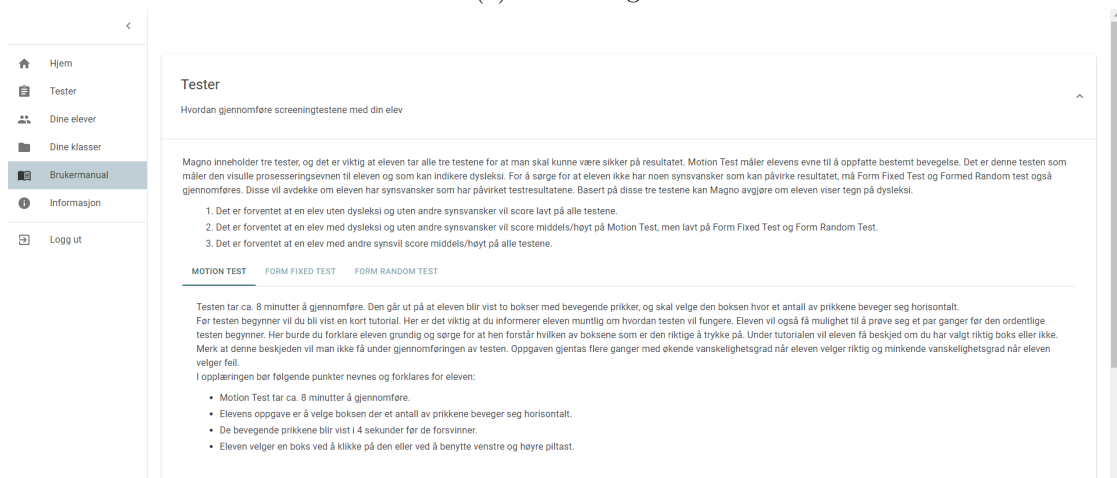 Hjem
Tester
Dine elever
Dine klasser
Brukermanual
Informasjon
Logg ut
Tester
Hvordan gjennomføre screeningtestene med din elev
Magno inneholder tre tester, og det er viktig at eleven tar alle tre testene for at man skal kunne være sikker på resultatet. Motion Test måler elevens evne til å oppfatte bestemt bevegelse. Det er denne testen som
måler den visulle prosesseringsevnen til eleven og som kan indikere dysleksi. For å sørge for at eleven ikke har noen synsvansker som kan påvirke resultatet, må Form Fixed Test og Formed Random test også
gjennomføres. Disse vil avdekke om eleven har synsvansker som har påvirket testresultatene. Basert på disse tre testene kan Magno avgjøre om eleven viser tegn på dysleksi.
1. Det er forventet at en elev uten dysleksi og uten andre synsvansker vil score lavt på alle testene.
2. Det er forventet at en elev med dysleksi og uten andre synsvansker vil score middels/høyt på Motion Test, men lavt på Form Fixed Test og Form Random Test.
3. Det er forventet at en elev med andre synsvil score middels/høyt på alle testene.
MOTION TEST FORM FIXED TEST FORM RANDOM TEST
Testen tar ca. 8 minutter å gjennomføre. Den går ut på at eleven blir vist to bokser med bevegende prikker, og skal velge den boksen hvor et antall av prikkene beveger seg horisontalt.
Før testen begynner vil du bli vist en kort tutorial. Her er det viktig at du informerer eleven muntlig om hvordan testen vil fungere. Eleven vil også få mulighet til å prøve seg et par ganger før den ordentlige
testen begynner. Her burde du forklare eleven grundig og sørge for at hen forstår hvilken av boksene som er den riktige å trykke på. Under tutorialen vil eleven få beskjed om du har valgt riktig boks eller ikke.
Merk at denne beskjeden vil man ikke få under gjennomføringen av testen. Oppgaven gjentas flere ganger med økende vanskelighetsgrad når eleven velger riktig og minkende vanskelighetsgrad når eleven
velger feil.
I opplæringen bør følgende punkter nevnes og forklares for eleven:
• Motion Test tar ca. 8 minutter å gjennomføre.
• Elevens oppgave er å velge boksen der et antall av prikkene beveger seg horisontalt.
• De bevegende prikkene blir vist i 4 sekunder før de forsvinner.
• Eleven velger en boks ved å klikke på den eller ved å benytte venstre og høyre piltast.